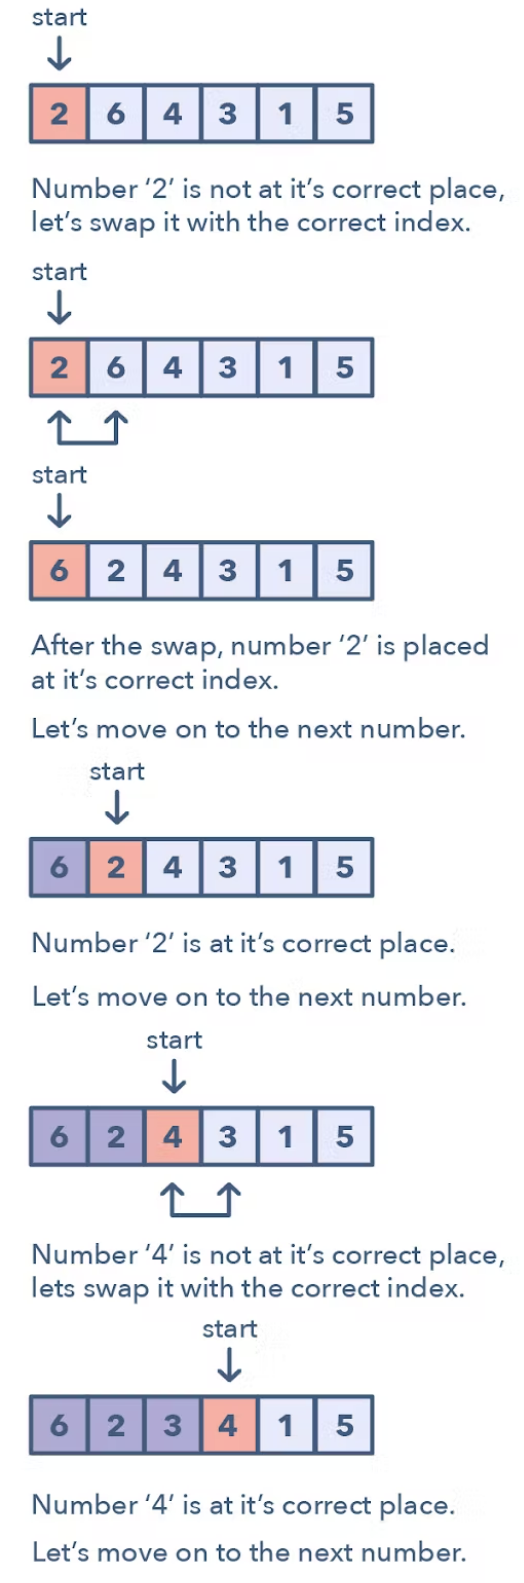 start
2 6 4 3 1 5
Number ‘2’ is not at it’s correct place,
let’s swap it with the correct index.
start
2 6 4 3 1 5
start
6 2 4 3 1 5
After the swap, number ‘2’ is placed
at it’s correct index.
Let’s move on to the next number.
start
6 2 4 3 1 5
Number ‘2’ is at it’s correct place.
Let’s move on to the next number.
start
6 2 4 3 1 5
Number ‘4’ is not at it’s correct place,
lets swap it with the correct index.
start
6 2 3 4 1 5
Number ‘4’ is at it’s correct place.
Let’s move on to the next number.